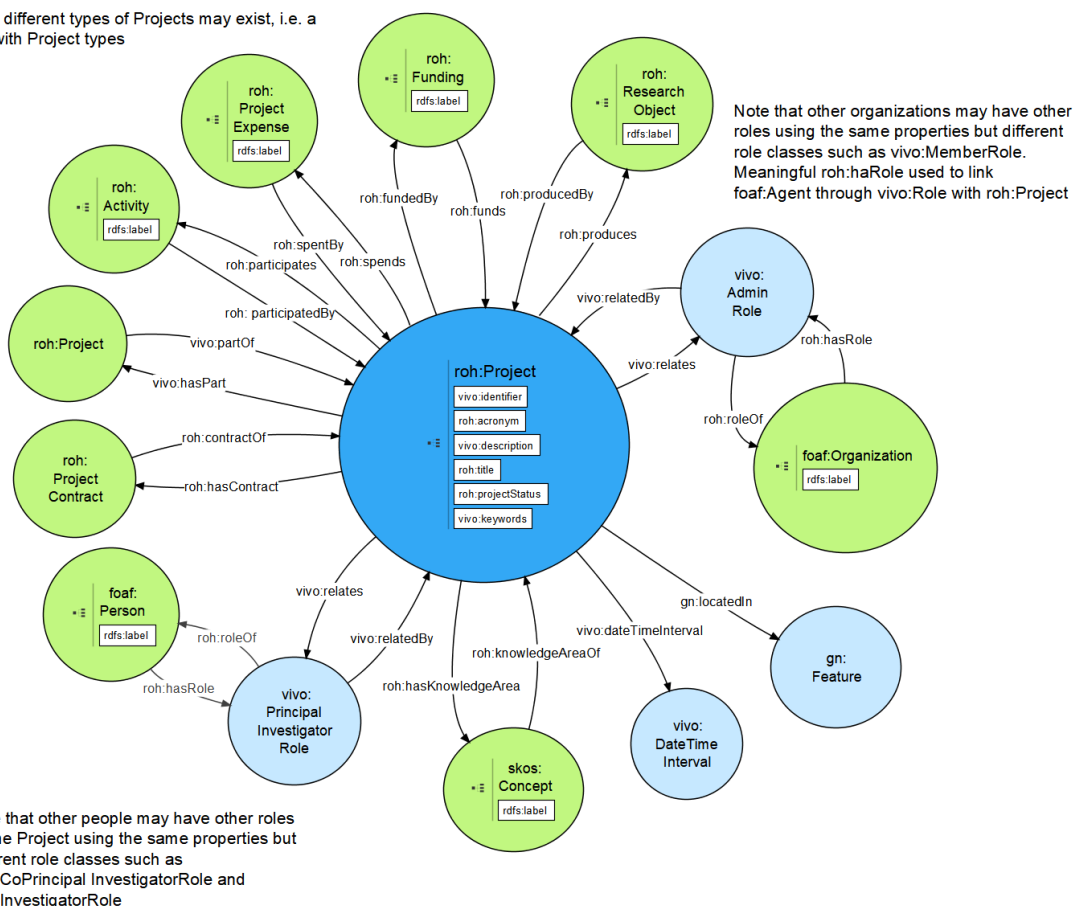 different types of Projects may exist, i.e. a
with Project types
roh:
Funding
rdfs:label
roh:
Research
Object
rdfs:label
roh:
Project
Expense
rdfs:label
Note that other organizations may have other
roles using the same properties but different
role classes such as vivo:MemberRole.
Meaningful roh:haRole used to link
foaf:Agent through vivo:Role with roh:Project
roh:
Activity
rdfs:label
roh:fundedBy
roh:funds
roh:producedBy
roh:produces
roh:spentBy
roh:participates
roh:spends
roh: participatedBy
vivo:
Admin
Role
vivo:relatedBy
vivo:relates
roh:hasRole
roh:roleOf
foaf:Organization
rdfs:label
roh:Project
vivo:partOf
vivo:hasPart
roh:Project
vivo:identifier
roh:acronym
vivo:description
roh:title
roh:projectStatus
vivo:keywords
roh:
Project
Contract
roh:contractOf
roh:hasContract
foaf:
Person
rdfs:label
roh:roleOf
roh:hasRole
vivo:relates
vivo:relatedBy
vivo:
Principal
Investigator
Role
roh:hasKnowledgeArea
roh:knowledgeAreaOf
skos:
Concept
rdfs:label
vivo:dateTimeInterval
vivo:
DateTime
Interval
gn:locatedIn
gn:
Feature
that other people may have other roles
Project using the same properties but
role classes such as
CoPrincipal InvestigatorRole and
InvestigatorRole